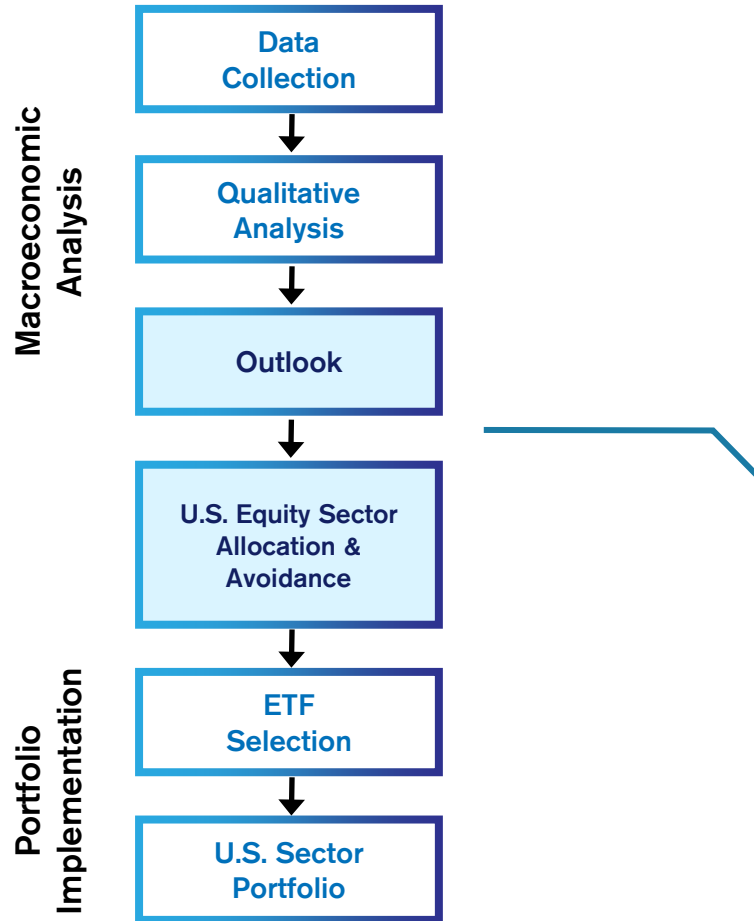 Macroeconomic
Analysis
Data
Collection
Qualitative
Analysis
Outlook
U.S. Equity Sector
Allocation &
Avoidance
Portfolio
Implementation
ETF
Selection
U.S. Sector
Portfolio